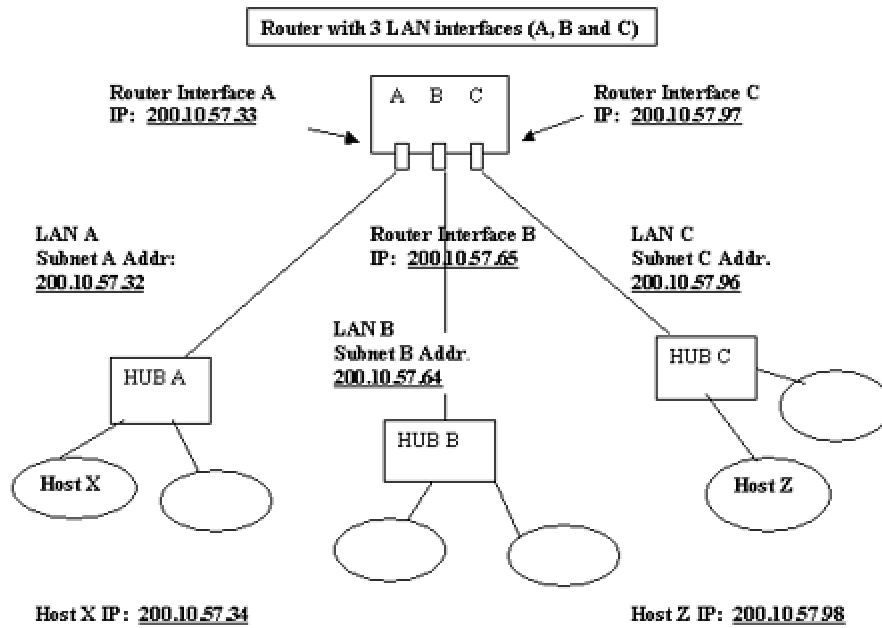 Router with 3 LAN interfaces (A, B and C)
Router Interface A
IP: 200.10.57.33
A B C
Router Interface C
IP: 200.10.57.97
LAN A
Subnet A Addr:
200.10.57.32
Router Interface B
IP: 200.10.57.65
LAN C
Subnet C Addr.
200.10.57.96
LAN B
Subnet B Addr.
200.10.57.64
HUB A
HUB C
HUB B
Host X
Host Z
Host X IP: 200.10.57.34
Host Z IP: 200.10.57.98